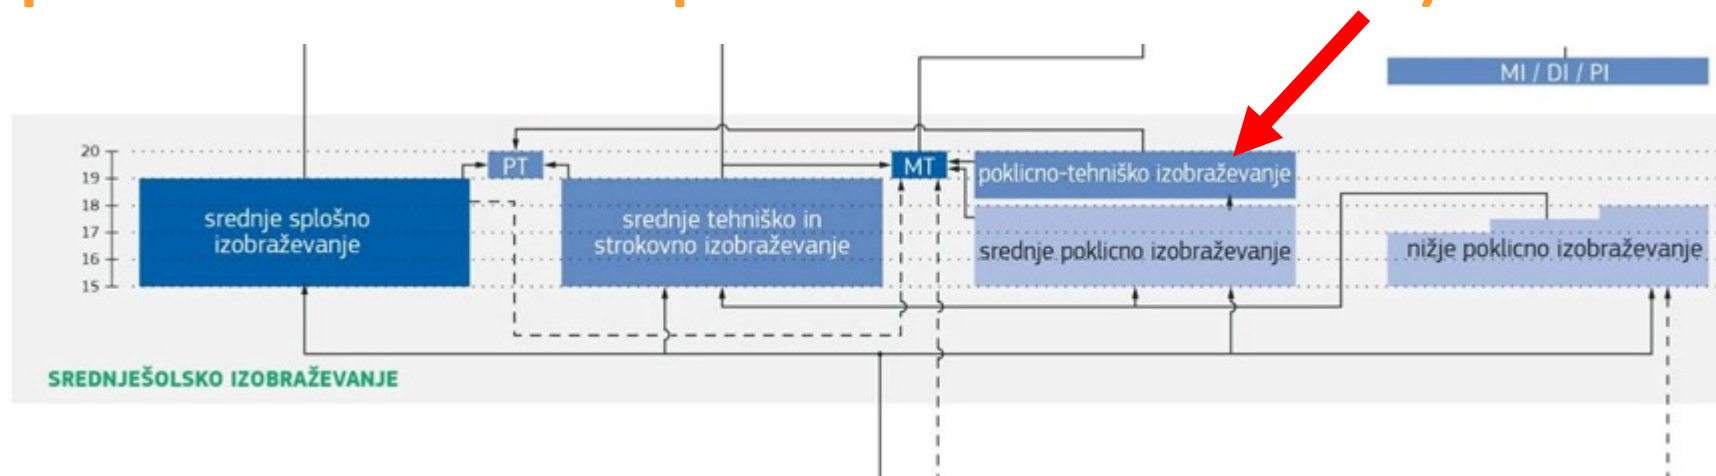 MI / DI / PI
20
19
18
17
16
15
PT
MT
poklicno-tehniško izobraževanje
srednje splošno
izobraževanje
srednje tehniško in
strokovno izobraževanje
srednje poklicno izobraževanje
nižje poklicno izobraževanje
SREDNJEŠOLSKO IZOBRAŽEVANJE